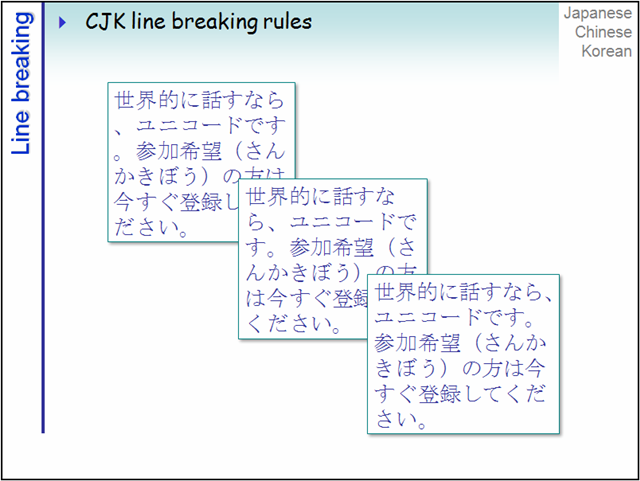 Line breaking
CJK line breaking rules
Japanese
Chinese
Korean
世界的に話すなら
、ユニコードです
。参加希望（さん
かきぼう）の方は
今すぐ登録し
ださい。
世界的に話すな
ら、ユニコードで
す。参加希望（さ
んかきぼう）の方
は今すぐ登録
ください。
世界的に話すなら、
ユニコードです。
参加希望（さんか
きぼう）の方は今
すぐ登録してくだ
さい。